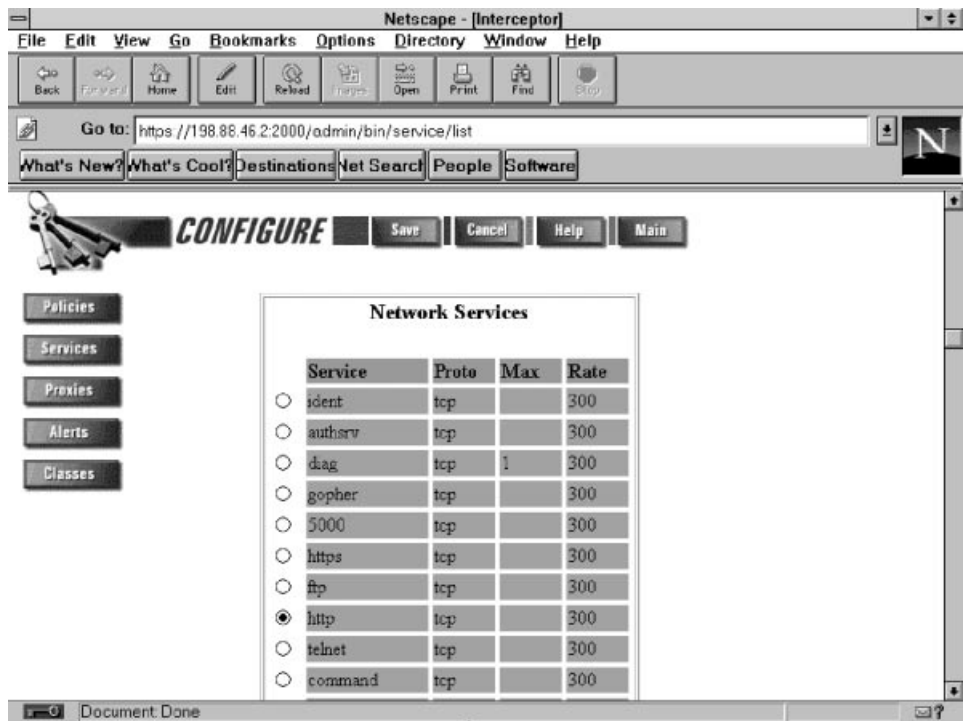 Netscape - [Interceptor]
File Edit View Go Bookmarks Options Directory Window Help
Back Forward Home Edit Reload Images Open Print Find Stop
Go to: https://198.88.46.2:2000/admin/bin/service/list
N
What's New? What's Cool? Destinations Net Search People Software
CONFIGURE Save Cancel Help Main
Policies
Services
Proxies
Alerts
Classes
Network Services
Service Proto Max Rate
ident tcp 300
authsrv tcp 300
diag tcp 1 300
gopher tcp 300
5000 tcp 300
https tcp 300
ftp tcp 300
http tcp 300
telnet tcp 300
command tcp 300
Document: Done
?